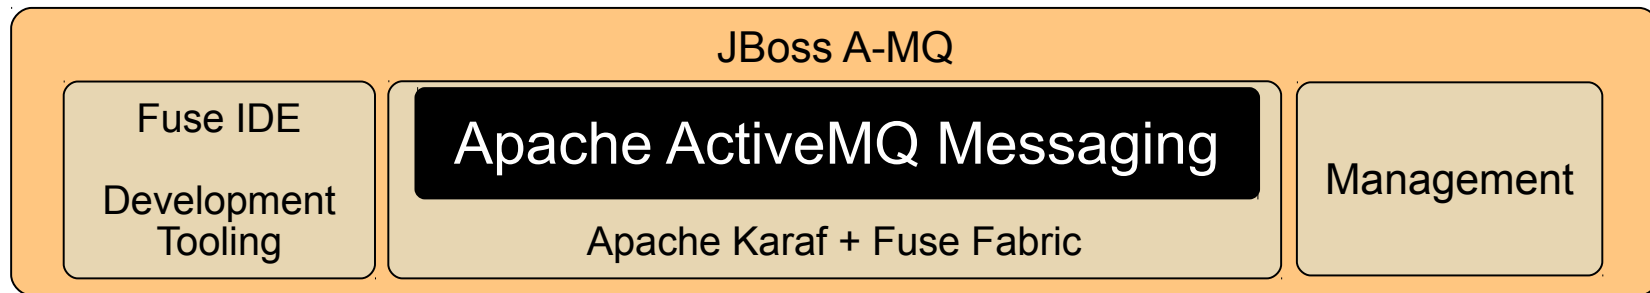 JBoss A-MQ
Fuse IDE
Development
Tooling
Apache ActiveMQ Messaging
Apache Karaf + Fuse Fabric
Management